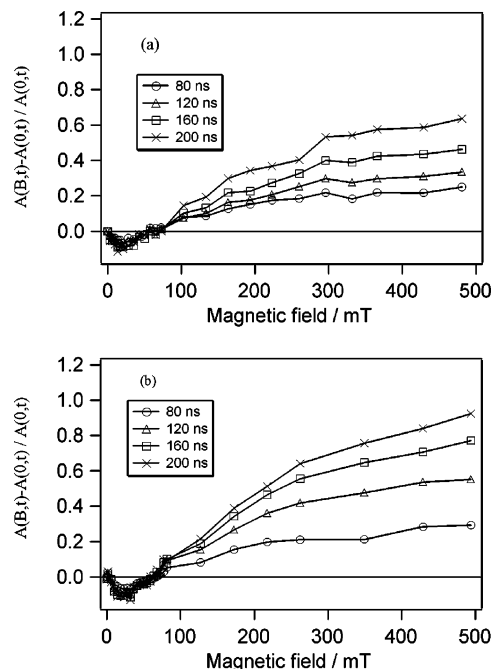 (a)
80 ns
120 ns
160 ns
200 ns
A(B,t)-A(0,t) / A(0,t)
1.2
1.0
0.8
0.6
0.4
0.2
0.0
0 100 200 300 400 500
Magnetic field / mT
(b)
80 ns
120 ns
160 ns
200 ns
A(B,t)-A(0,t) / A(0,t)
1.2
1.0
0.8
0.6
0.4
0.2
0.0
0 100 200 300 400 500
Magnetic field / mT